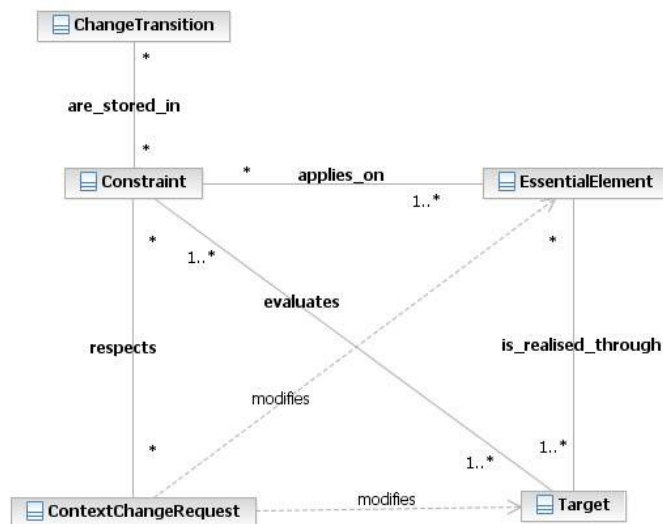 ChangeTransition
*
are_stored_in
*
Constraint
*
applies_on
1..*
EssentialElement
*
1..*
*
evaluates
respects
is_realised_through
modifies
*
1..*
1..*
ContextChangeRequest
modifies
Target